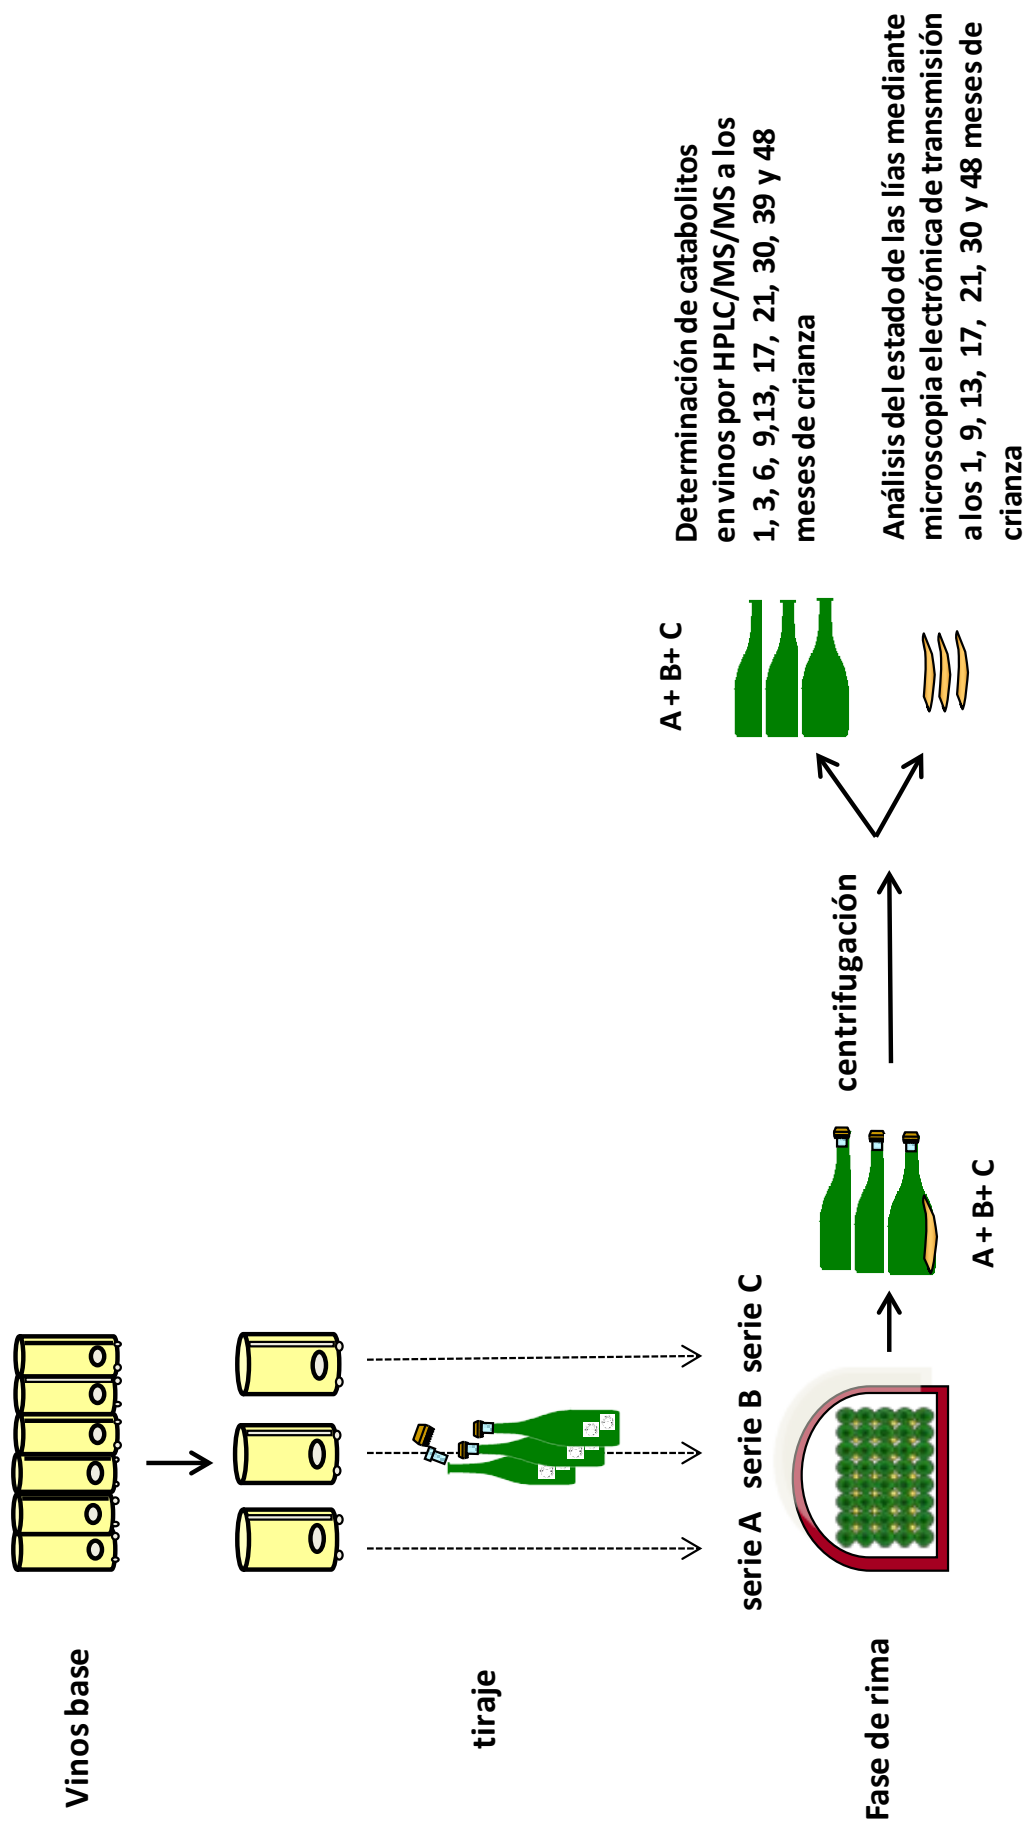 Vinos base
tiraje
serie A serie B serie C
Fase de rima
A + B+ C
centrifugación
A + B+ C
Determinación de catabolitos
en vinos por HPLC/MS/MS a los
1, 3, 6, 9,13, 17, 21, 30, 39 y 48
meses de crianza
Análisis del estado de las lías mediante
microscopia electrónica de transmisión
a los 1, 9, 13, 17, 21, 30 y 48 meses de
crianza